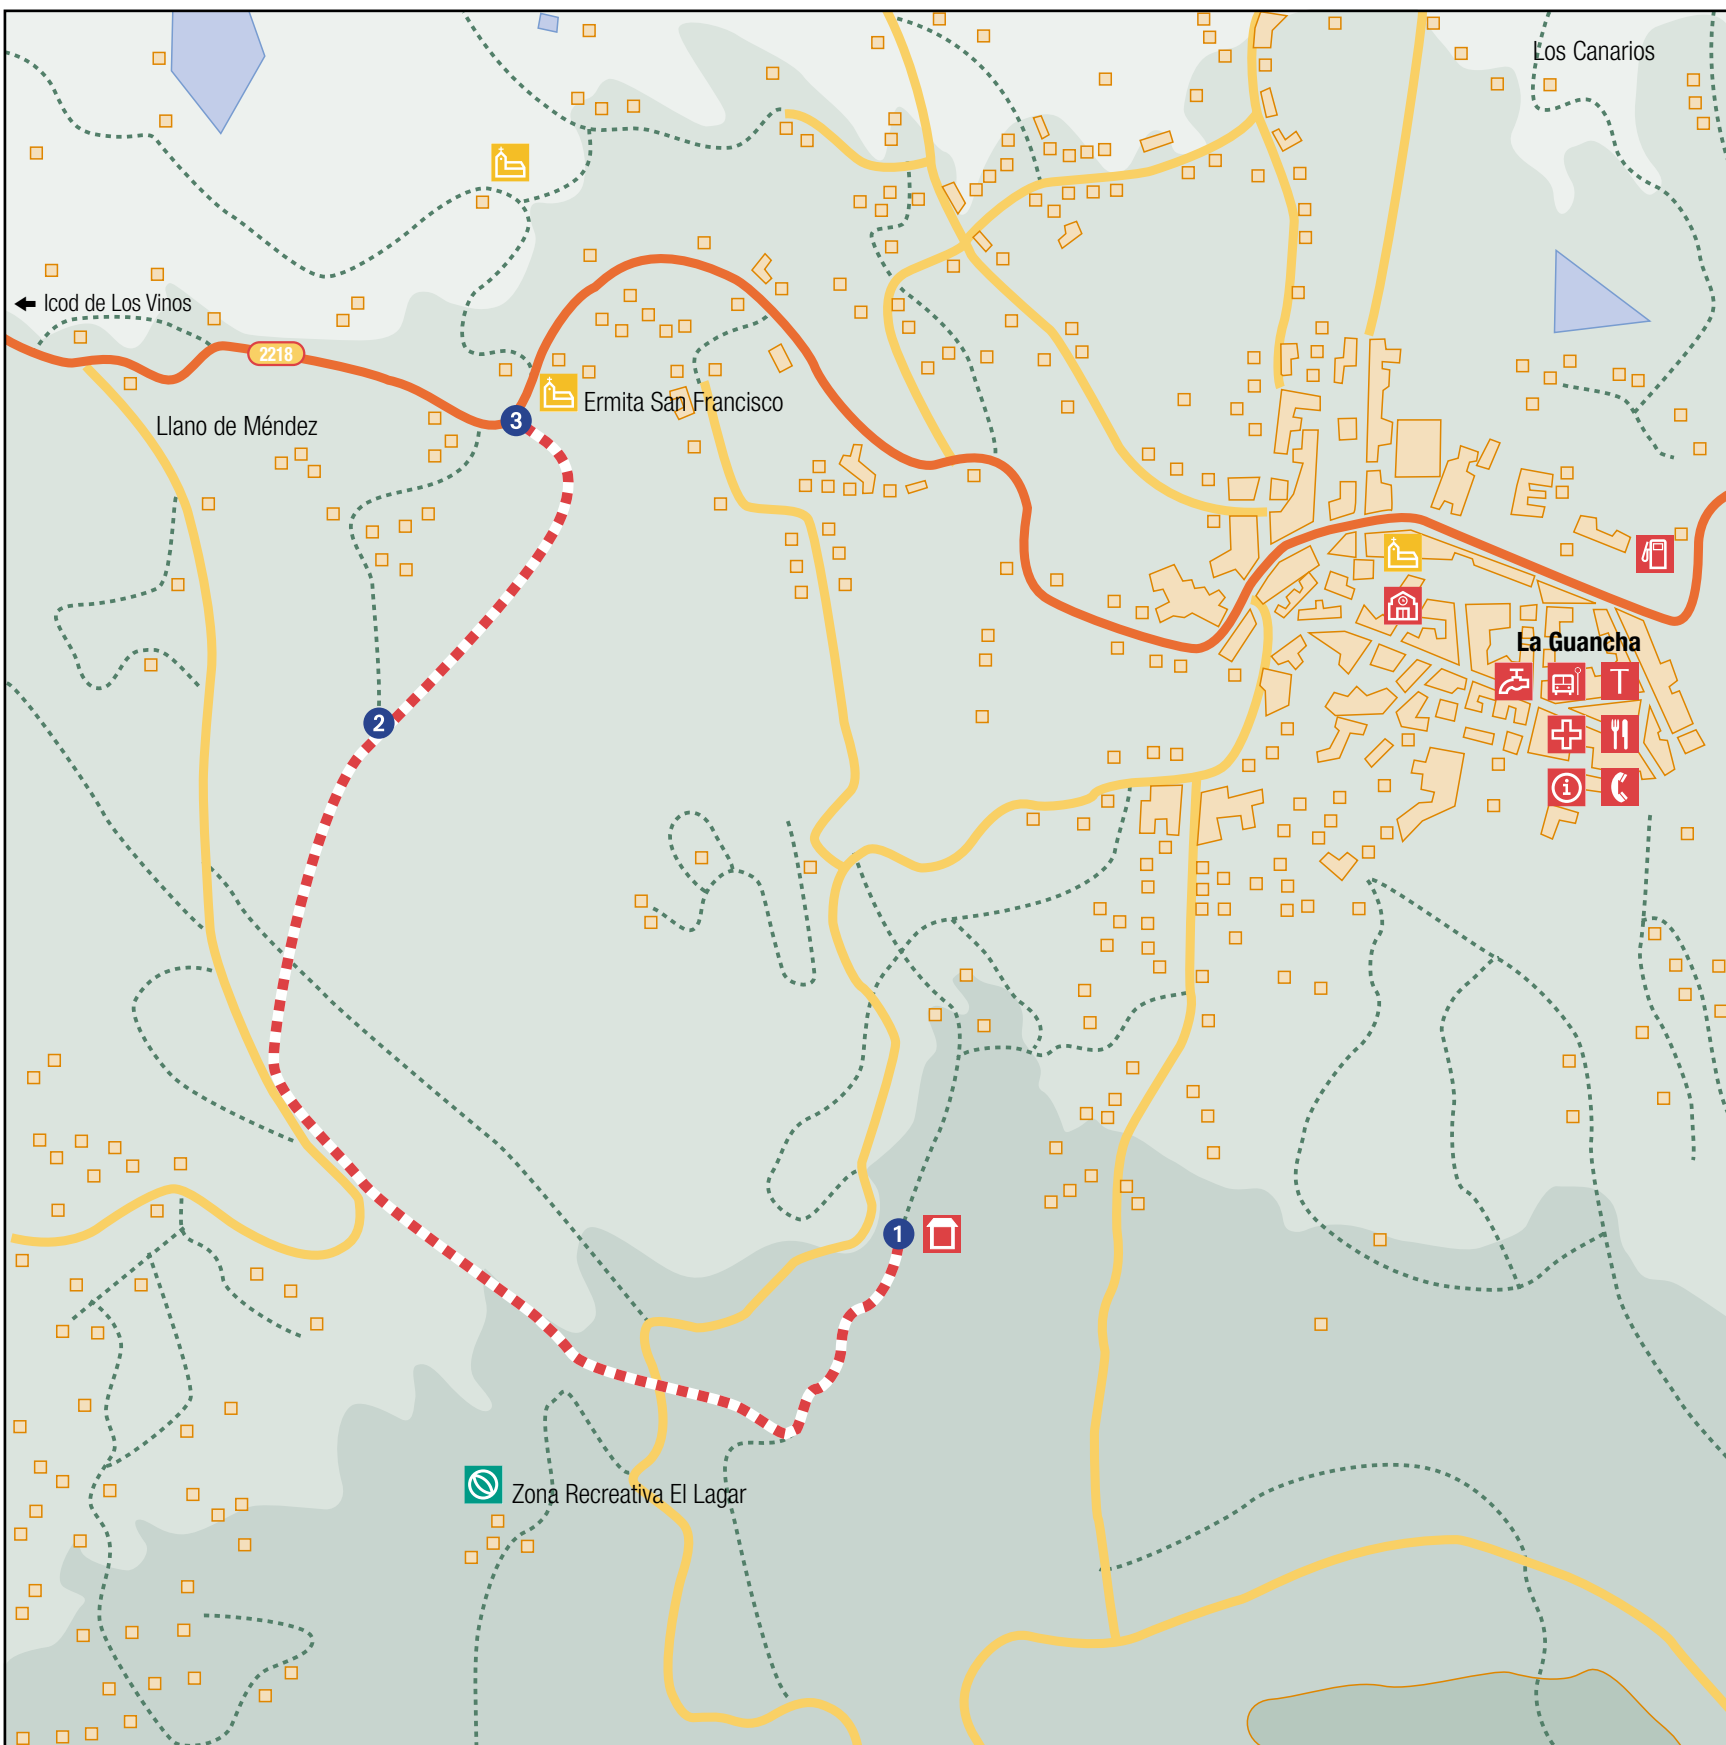 Los Canarios
Icod de Los Vinos
2218
3
Ermita San Francisco
Llano de Méndez
La Guancha
T
2
i
1
Zona Recreativa El Lagar